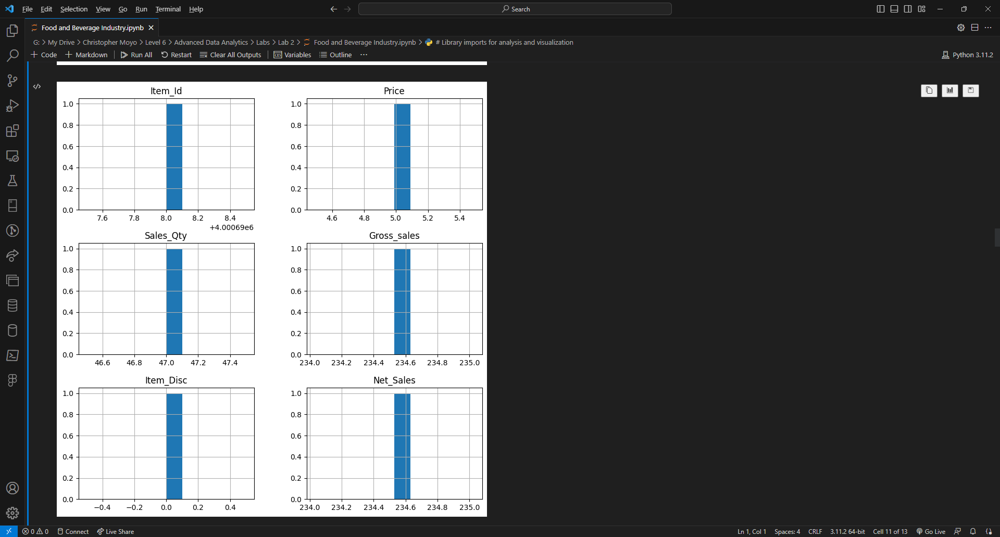 File Edit Selection View Go Run Terminal Help
Search
Food and Beverage Industry.ipynb
G: > My Drive > Christopher Moyo > Level 6 > Advanced Data Analytics > Labs > Lab 2 > Food and Beverage Industry.ipynb > # Library imports for analysis and visualization
+ Code + Markdown Run All Restart Clear All Outputs Variables Outline ...
Python 3.11.2
Item_Id
1.0
0.8
0.6
0.4
0.2
0.0
7.6 7.8 8.0 8.2 8.4
+4.00069e6
Price
1.0
0.8
0.6
0.4
0.2
0.0
4.6 4.8 5.0 5.2 5.4
Sales_Qty
1.0
0.8
0.6
0.4
0.2
0.0
46.6 46.8 47.0 47.2 47.4
Gross_sales
1.0
0.8
0.6
0.4
0.2
0.0
234.0 234.2 234.4 234.6 234.8 235.0
Item_Disc
1.0
0.8
0.6
0.4
0.2
0.0
−0.4 −0.2 0.0 0.2 0.4
Net_Sales
1.0
0.8
0.6
0.4
0.2
0.0
234.0 234.2 234.4 234.6 234.8 235.0
0 0 Connect Live Share
Ln 1, Col 1 Spaces: 4 CRLF 3.11.2 64-bit Cell 11 of 13 Go Live